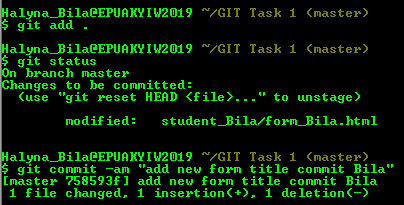 Halyna_Bila@EPUAKYIW2019 ~/GIT Task 1 (master)
$ git add .
Halyna_Bila@EPUAKYIW2019 ~/GIT Task 1 (master)
$ git status
On branch master
Changes to be committed:
(use "git reset HEAD <file>..." to unstage)
modified: student_Bila/form_Bila.html
Halyna_Bila@EPUAKYIW2019 ~/GIT Task 1 (master)
$ git commit -am "add new form title commit Bila"
[master 758593f] add new form title commit Bila
1 file changed, 1 insertion(+), 1 deletion(-)